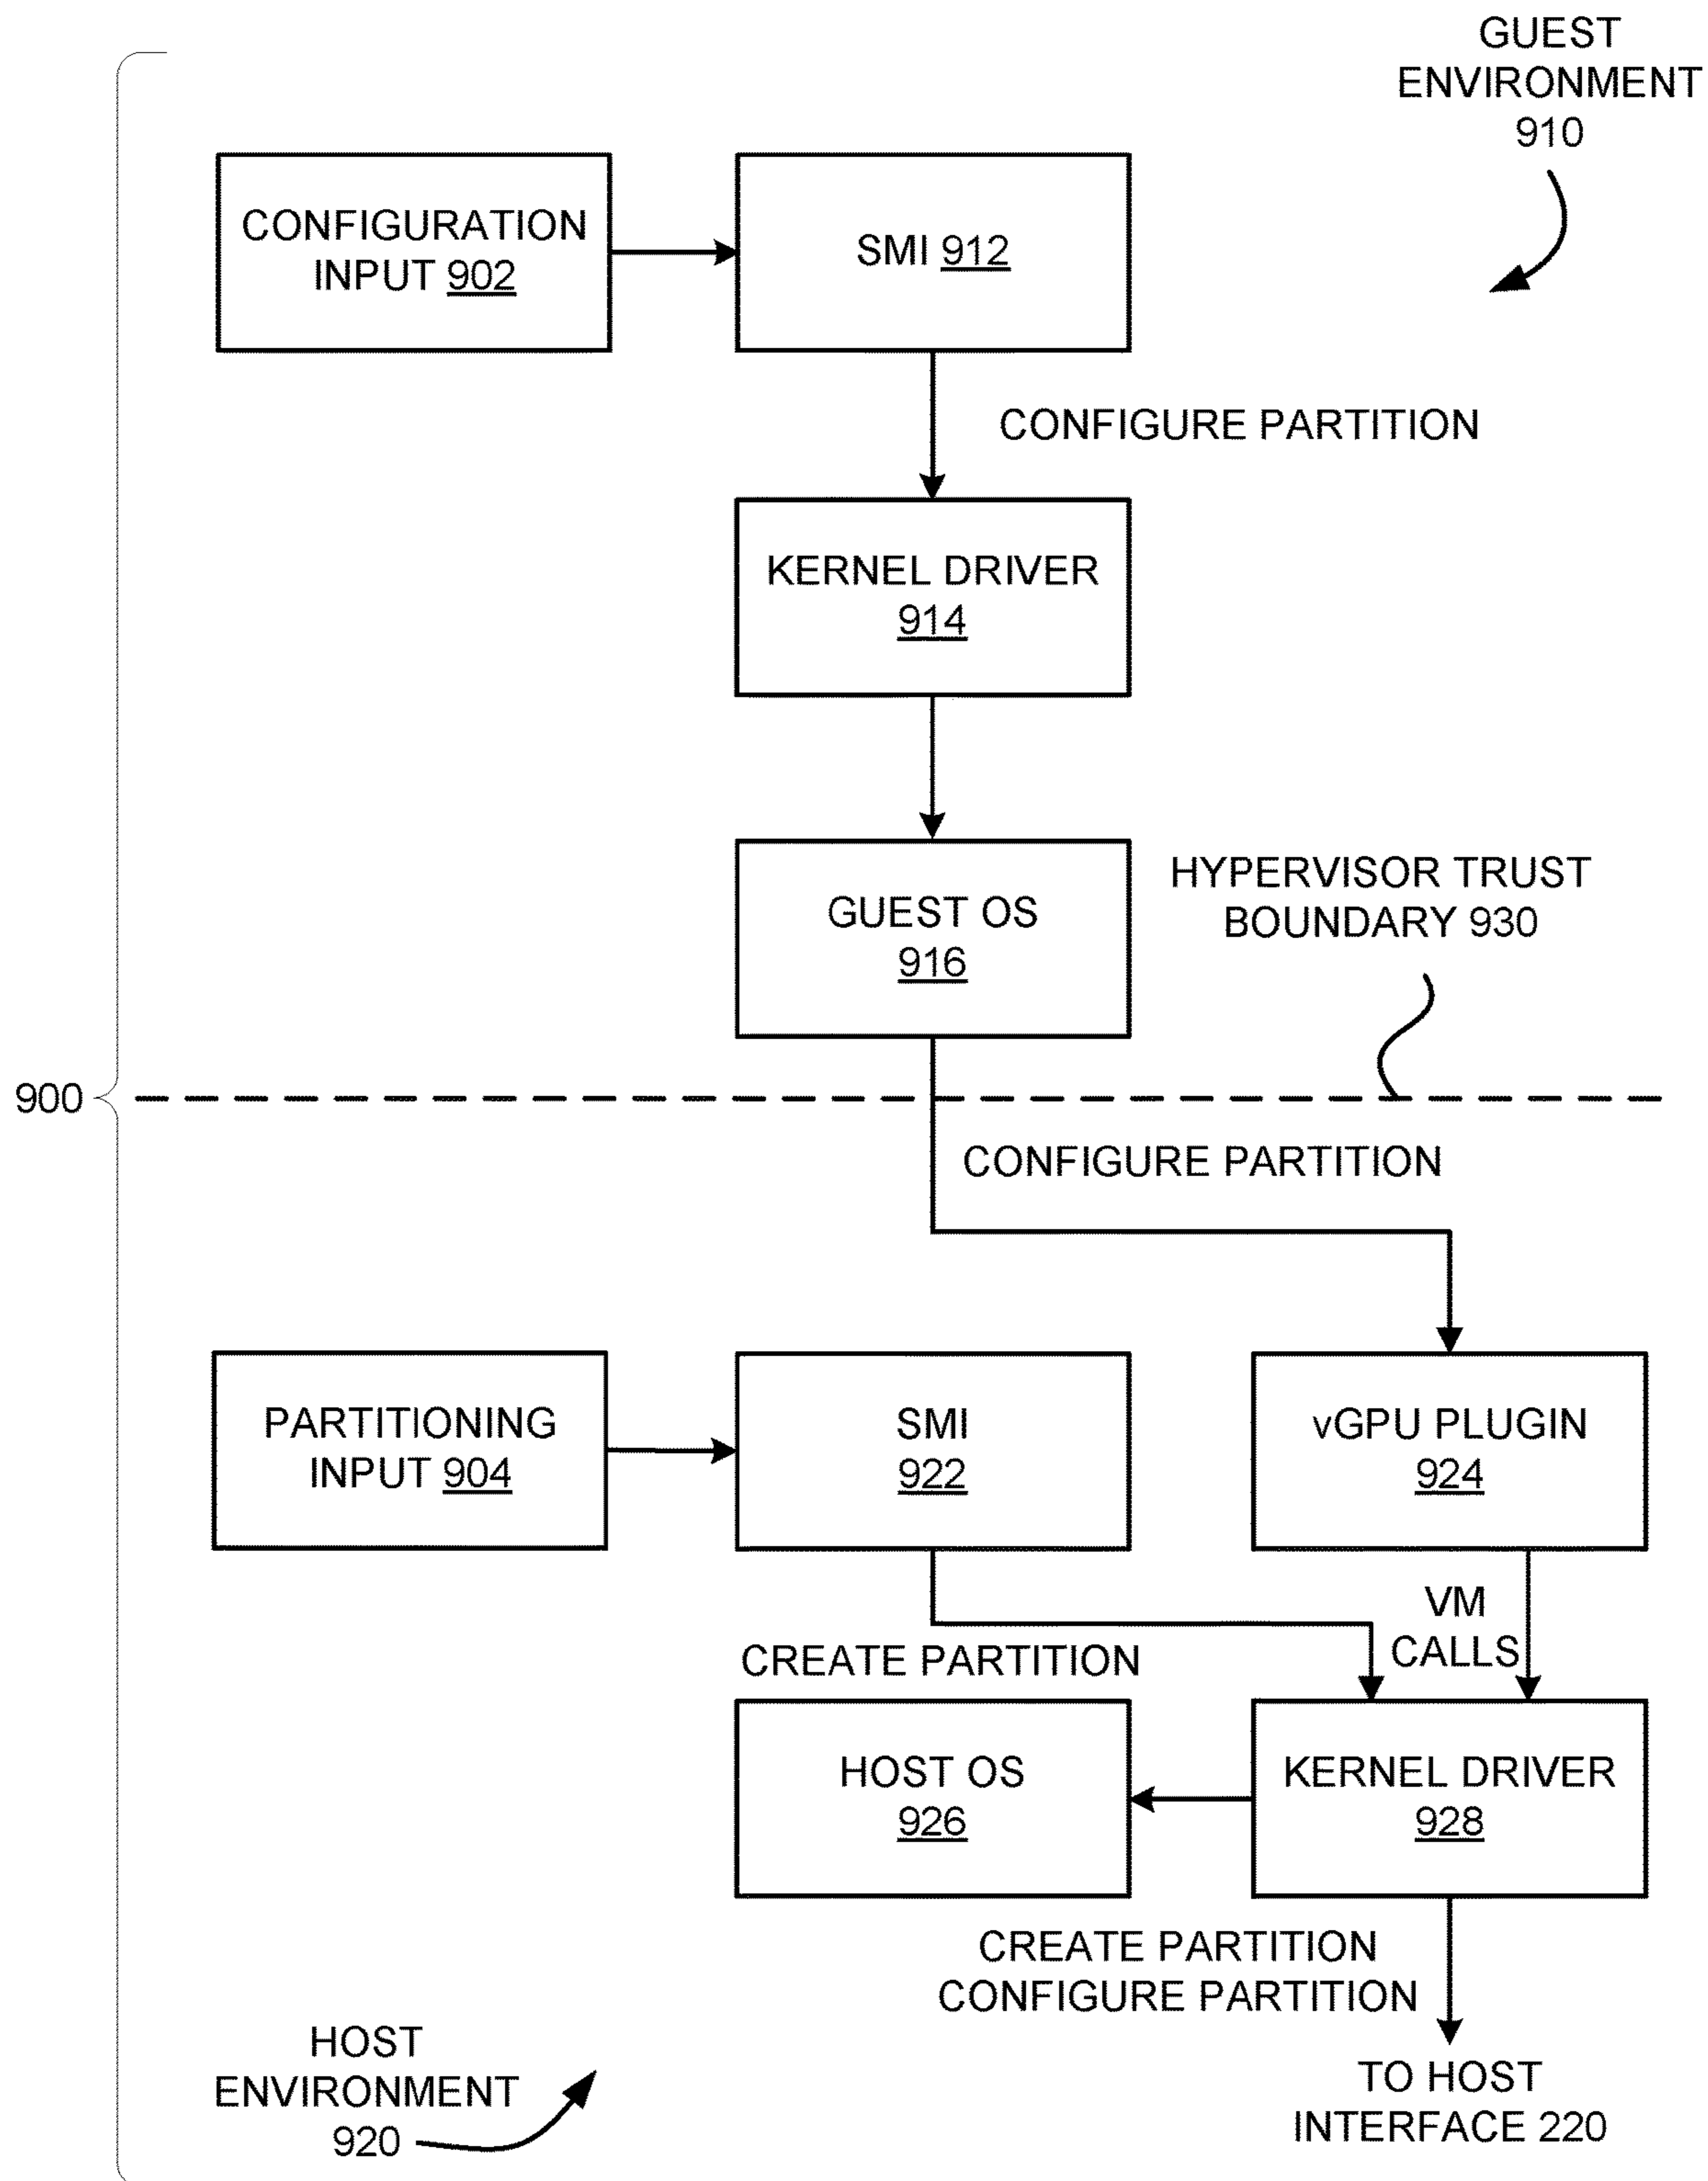 GUEST
ENVIRONMENT
910
CONFIGURATION
INPUT 902
SMI 912
CONFIGURE PARTITION
KERNEL DRIVER
914
GUEST OS
916
HYPERVISOR TRUST
BOUNDARY 930
900
CONFIGURE PARTITION
PARTITIONING
INPUT 904
SMI
922
vGPU PLUGIN
924
VM
CALLS
CREATE PARTITION
HOST OS
926
KERNEL DRIVER
928
CREATE PARTITION
CONFIGURE PARTITION
HOST
ENVIRONMENT
920
TO HOST
INTERFACE 220